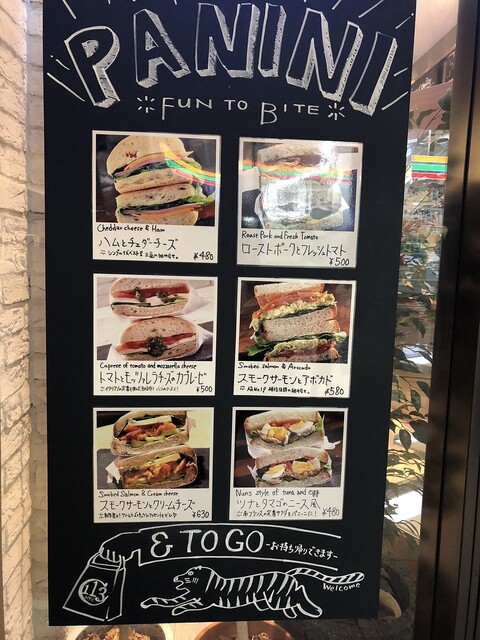 PANINI
FUN TO BITE
Cheddar cheese & Ham
ハムとチェダーチーズ
¥480
Roast Pork and Fresh Tomato
ローストポークとフレッシュトマト
¥500
Caprese of tomato and mozzarella cheese
トマトとモッツァレラチーズのカプレーゼ
¥500
Smoked salmon & Avocado
スモークサーモンとアボカド
¥580
Smoked Salmon & Cream cheese
スモークサーモンとクリームチーズ
¥630
Nun's style of tuna and egg
ツナとタマゴのニース風
¥480
& TO GO -お持ち帰りできます-
Welcome